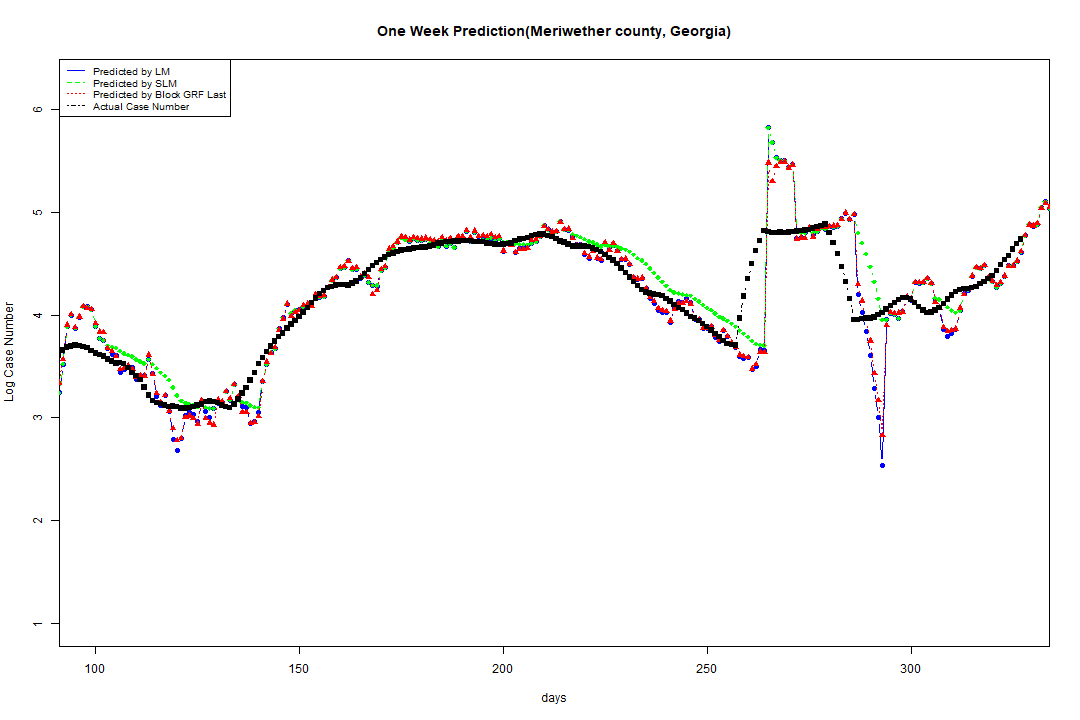 One Week Prediction(Meriwether county, Georgia)
Predicted by LM
Predicted by SLM
Predicted by Block GRF Last
Actual Case Number
6
5
4
3
2
1
Log Case Number
100 150 200 250 300
days